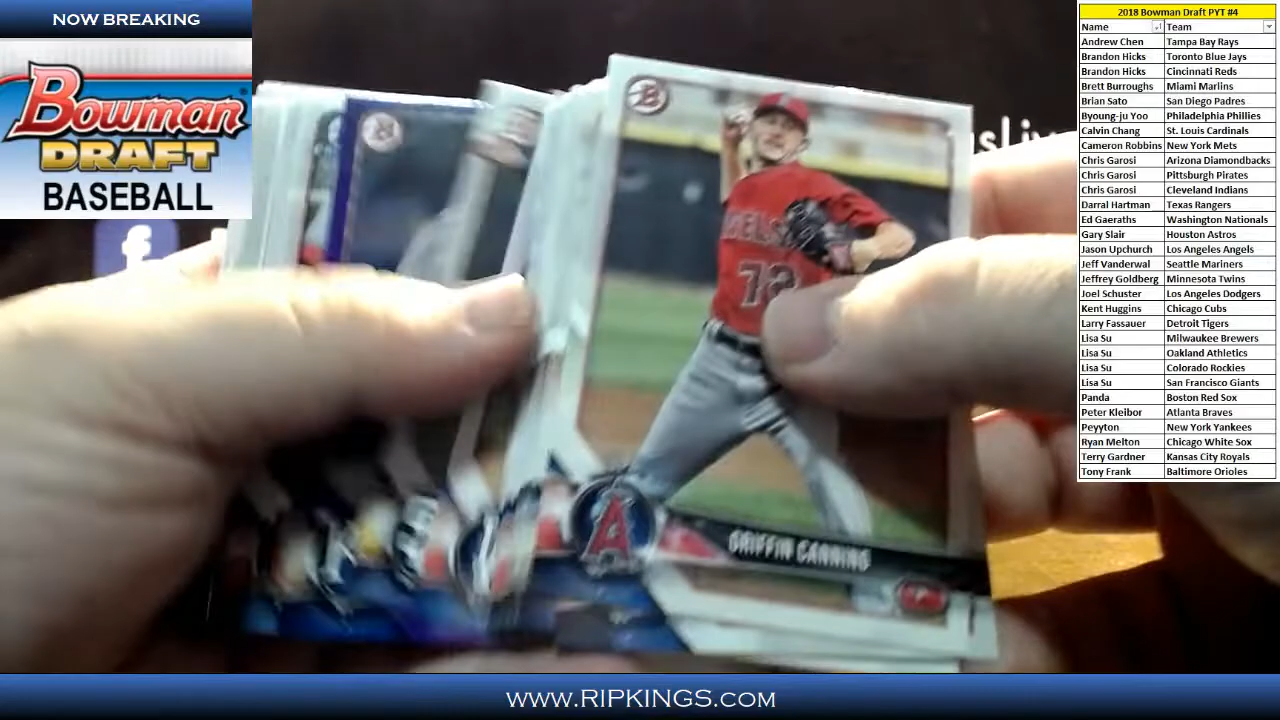 NOW BREAKING
Bowman
DRAFT
BASEBALL
2018 Bowman Draft PYT #4
Name Team
Andrew Chen Tampa Bay Rays
Brandon Hicks Toronto Blue Jays
Brandon Hicks Cincinnati Reds
Brett Burroughs Miami Marlins
Brian Sato San Diego Padres
Byoung-ju Yoo Philadelphia Phillies
Calvin Chang St. Louis Cardinals
Cameron Robbins New York Mets
Chris Garosi Arizona Diamondbacks
Chris Garosi Pittsburgh Pirates
Chris Garosi Cleveland Indians
Darral Hartman Texas Rangers
Ed Gaeraths Washington Nationals
Gary Slair Houston Astros
Jason Upchurch Los Angeles Angels
Jeff Vanderwal Seattle Mariners
Jeffrey Goldberg Minnesota Twins
Joel Schuster Los Angeles Dodgers
Kent Huggins Chicago Cubs
Larry Fassauer Detroit Tigers
Lisa Su Milwaukee Brewers
Lisa Su Oakland Athletics
Lisa Su Colorado Rockies
Lisa Su San Francisco Giants
Panda Boston Red Sox
Peter Kleibor Atlanta Braves
Peyyton New York Yankees
Ryan Melton Chicago White Sox
Terry Gardner Kansas City Royals
Tony Frank Baltimore Orioles
B
B
f
72
A
GRIFFIN CANNING
WWW.RIPKINGS.COM